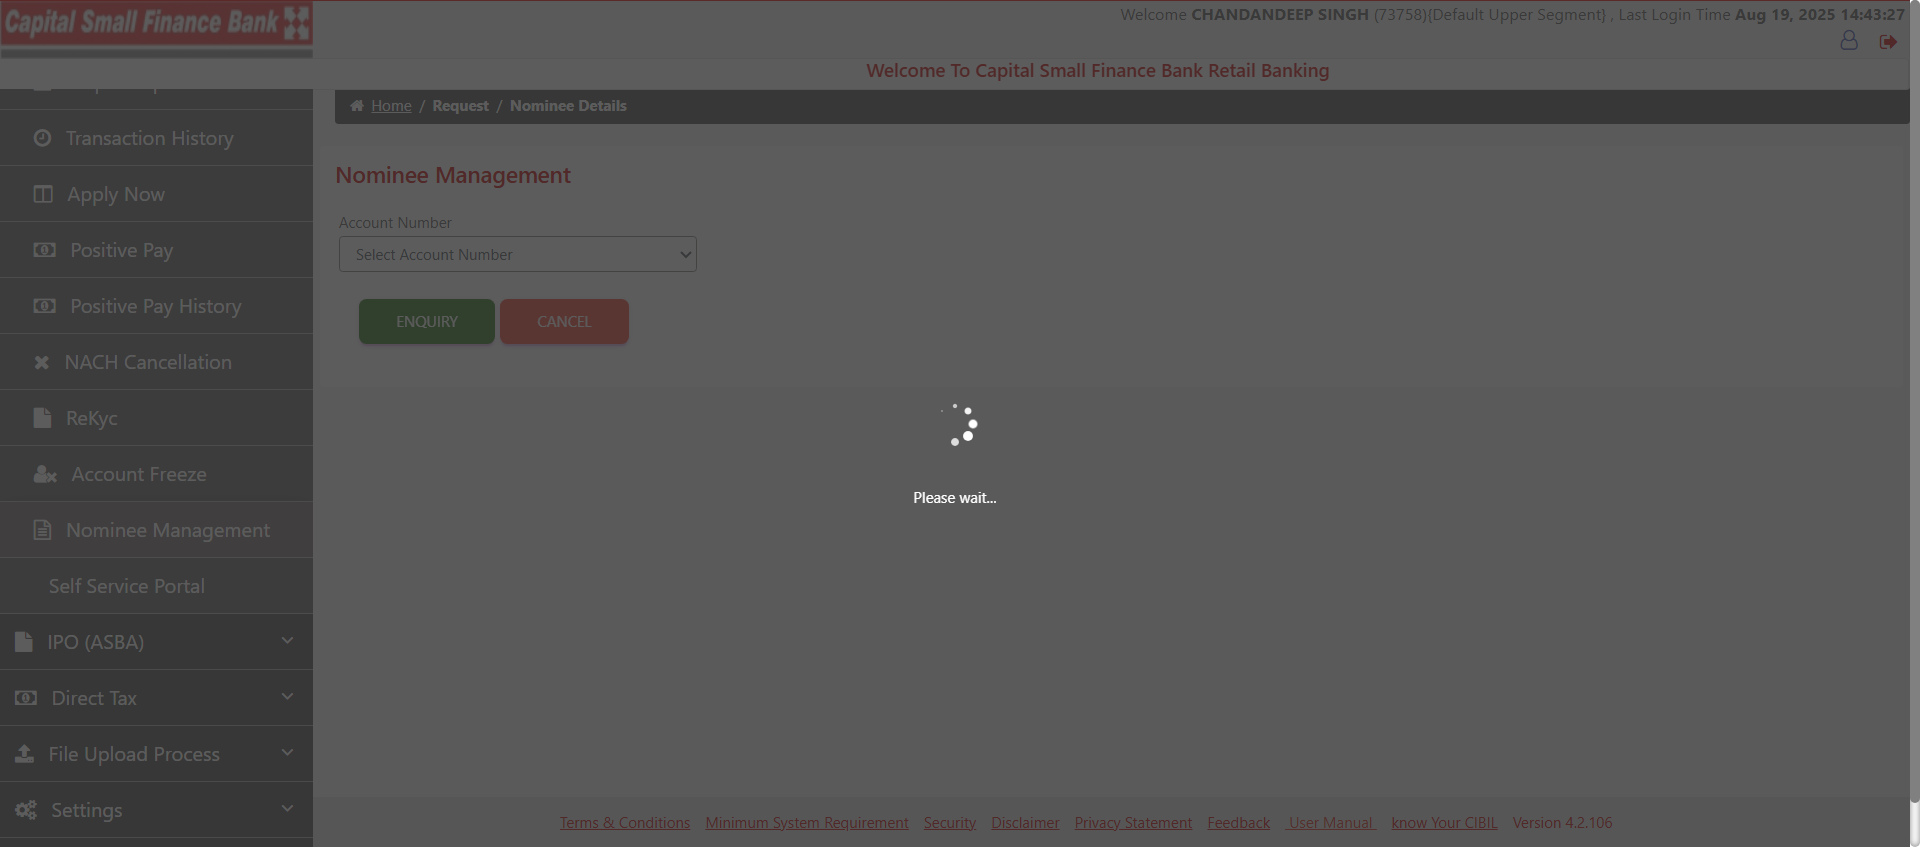 Capital Small Finance Bank
Welcome CHANDANDEEP SINGH (73758){Default Upper Segment} , Last Login Time Aug 19, 2025 14:43:27
Welcome To Capital Small Finance Bank Retail Banking
Home / Request / Nominee Details
Transaction History
Apply Now
Positive Pay
Positive Pay History
NACH Cancellation
ReKyc
Account Freeze
Nominee Management
Self Service Portal
IPO (ASBA)
Direct Tax
File Upload Process
Settings
Nominee Management
Account Number
Select Account Number
ENQUIRY CANCEL
Please wait...
Terms & Conditions Minimum System Requirement Security Disclaimer Privacy Statement Feedback User Manual know Your CIBIL Version 4.2.106